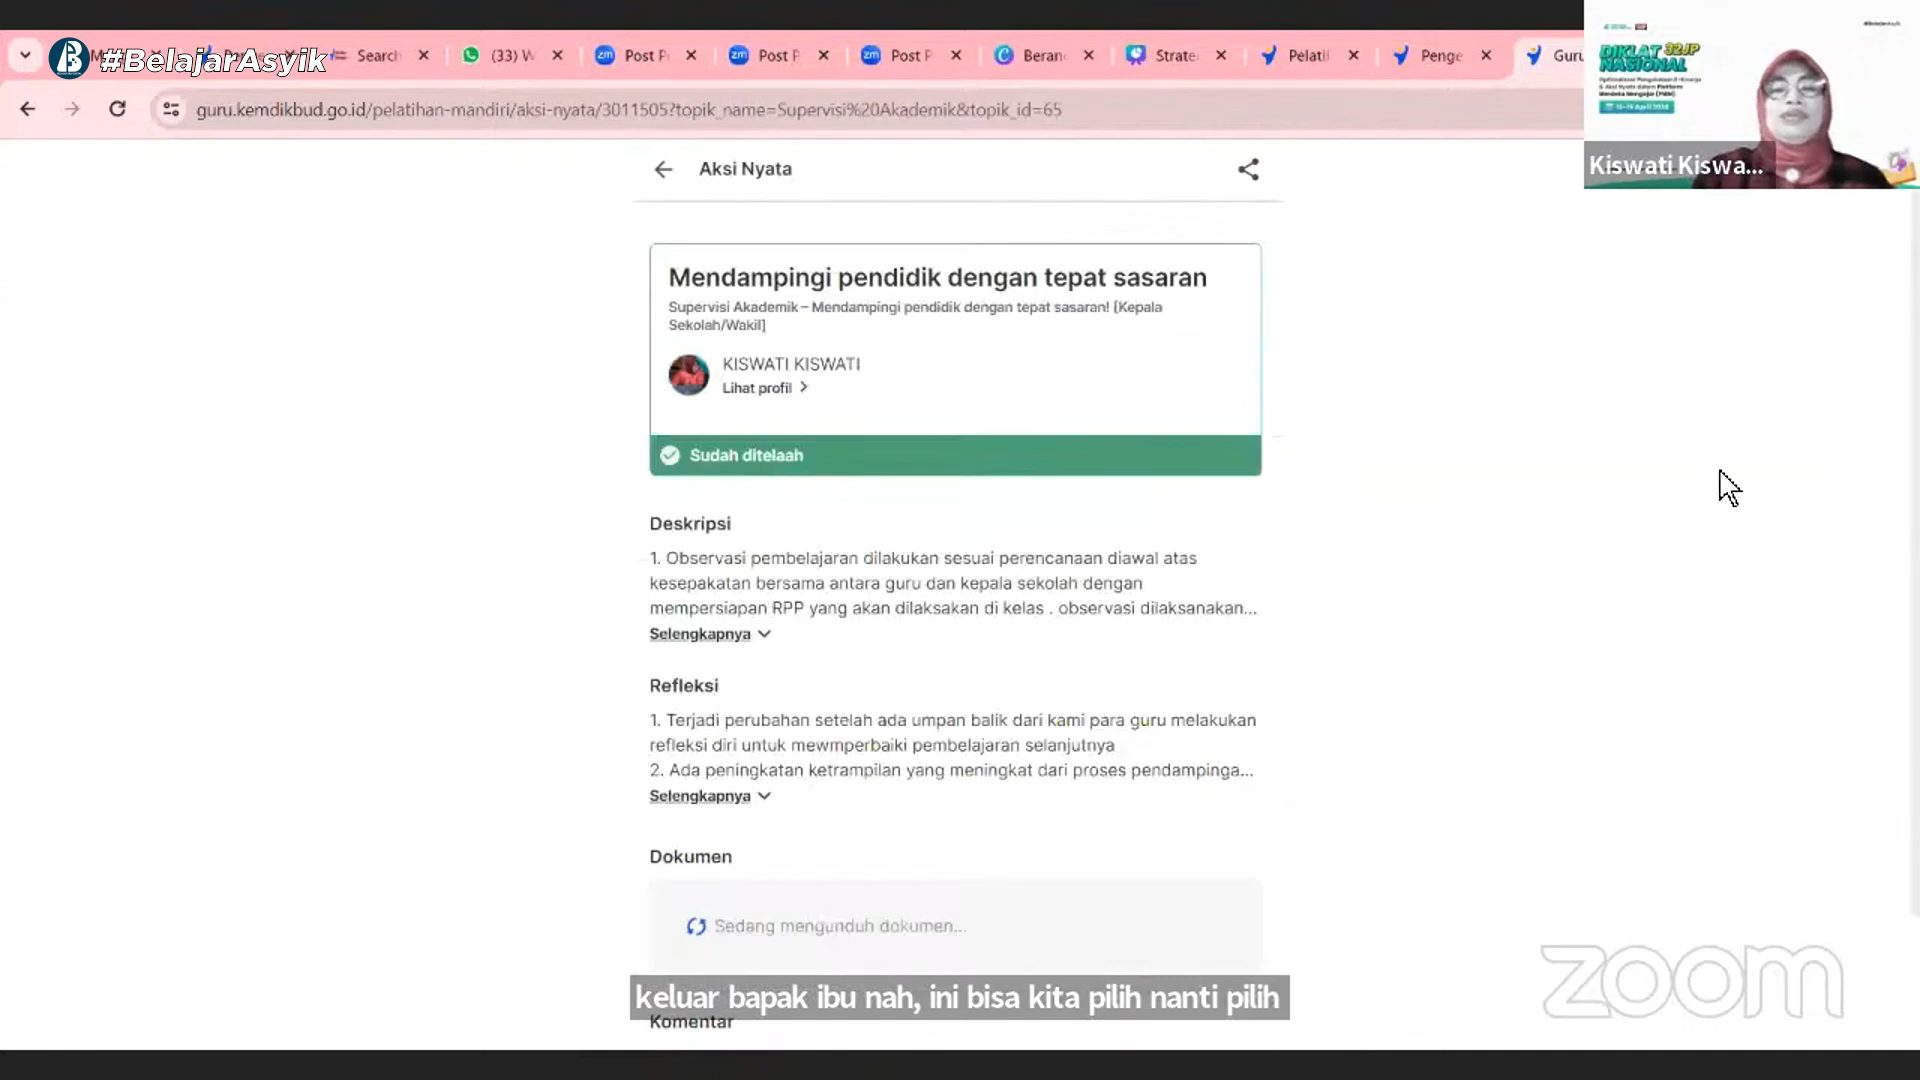 #BelajarAsyik
Search
(33) W
zm Post P
zm Post P
zm Post P
Beran
Strate
Pelati
Penge
Guru
guru.kemdikbud.go.id/pelatihan-mandiri/aksi-nyata/3011505?topik_name=Supervisi%20Akademik&topik_id=65
DIKLAT 32JP
NASIONAL
Kiswati Kiswa...
Aksi Nyata
Mendampingi pendidik dengan tepat sasaran
Supervisi Akademik – Mendampingi pendidik dengan tepat sasaran! [Kepala
Sekolah/Wakil]
KISWATI KISWATI
Lihat profil
Sudah ditelaah
Deskripsi
1. Observasi pembelajaran dilakukan sesuai perencanaan diawal atas
kesepakatan bersama antara guru dan kepala sekolah dengan
mempersiapan RPP yang akan dilaksakan di kelas . observasi dilaksanakan...
Selengkapnya
Refleksi
1. Terjadi perubahan setelah ada umpan balik dari kami para guru melakukan
refleksi diri untuk mewmperbaiki pembelajaran selanjutnya
2. Ada peningkatan ketrampilan yang meningkat dari proses pendampinga...
Selengkapnya
Dokumen
Sedang mengunduh dokumen...
keluar bapak ibu nah, ini bisa kita pilih nanti pilih
Komentar
zoom